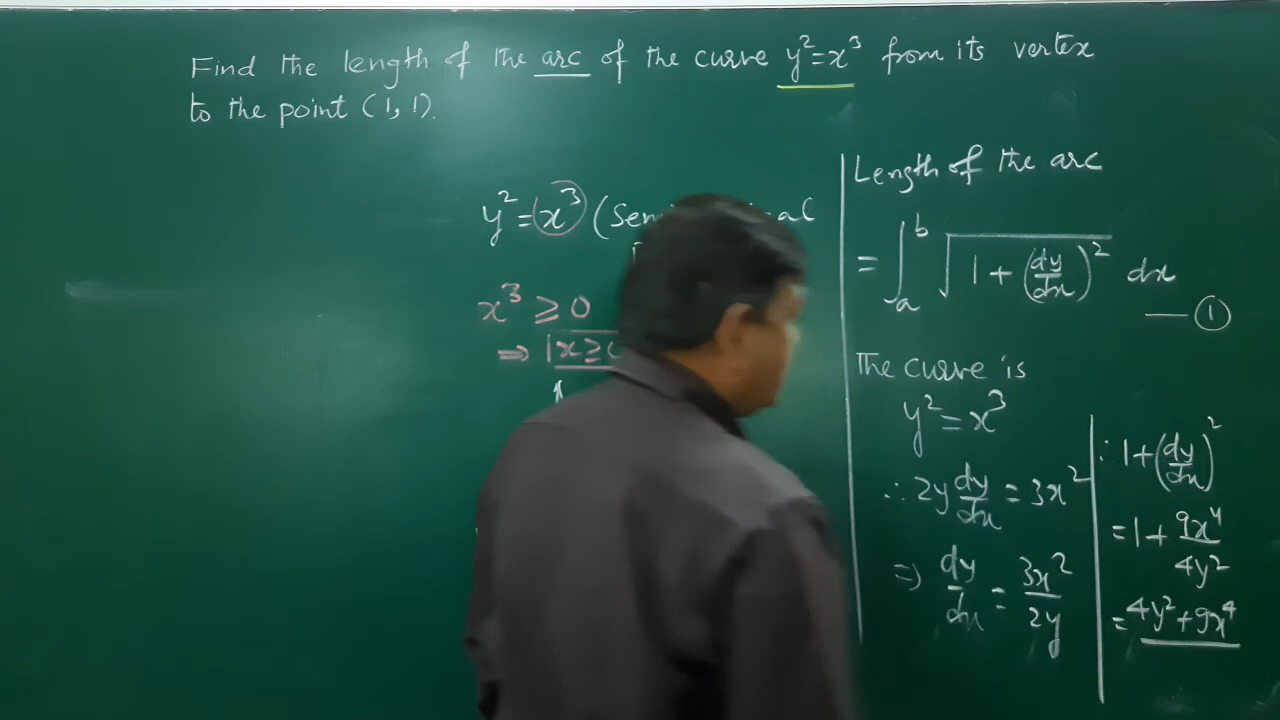 Find the length of the arc of the curve y²=x³ from its vertex
to the point (1, 1).
y²=x³ (
x³ ≥ 0
⇒ x ≥
Length of the arc
= ∫_a^b √(1 + (dy/dx)²) dx
— ①
The curve is
y² = x³
∴ 2y dy/dx = 3x²
⇒ dy/dx = 3x²/2y
∴ 1+(dy/dx)²
= 1 + 9x⁴/4y²
= 4y²+9x⁴